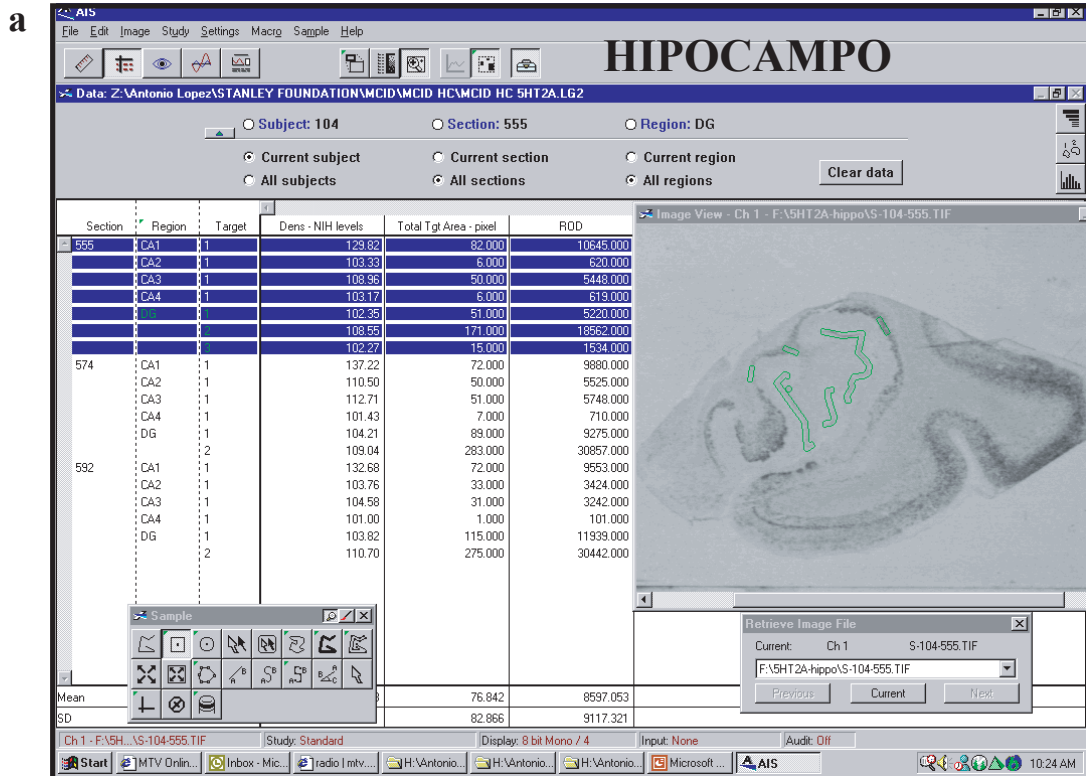 a
AIS
File Edit Image Study Settings Macro Sample Help
HIPOCAMPO
Data: Z:\Antonio Lopez\STANLEY FOUNDATION\MCID\MCID HC\MCID HC 5HT2A.LG2
Subject: 104 Section: 555 Region: DG
Current subject Current section Current region
All subjects All sections All regions
Clear data
Section Region Target Dens - NIH levels Total Tgt Area - pixel ROD
555 CA1 1 129.82 82.000 10645.000
CA2 1 103.33 6.000 620.000
CA3 1 108.96 50.000 5448.000
CA4 1 103.17 6.000 619.000
DG 1 102.35 51.000 5220.000
2 108.55 171.000 18562.000
3 102.27 15.000 1534.000
574 CA1 1 137.22 72.000 9880.000
CA2 1 110.50 50.000 5525.000
CA3 1 112.71 51.000 5748.000
CA4 1 101.43 7.000 710.000
DG 1 104.21 89.000 9275.000
2 109.04 283.000 30857.000
592 CA1 1 132.68 72.000 9553.000
CA2 1 103.76 33.000 3424.000
CA3 1 104.58 31.000 3242.000
CA4 1 101.00 1.000 101.000
DG 1 103.82 115.000 11939.000
2 110.70 275.000 30442.000
Mean 76.842 8597.053
SD 82.866 9117.321
Image View - Ch 1 - F:\5HT2A-hippo\S-104-555.TIF
Sample
Retrieve Image File
Current: Ch 1 S-104-555.TIF
F:\5HT2A-hippo\S-104-555.TIF
Previous Current Next
Ch 1 - F:\5H...\S-104-555.TIF Study: Standard Display: 8 bit Mono / 4 Input: None Audit: Off
Start MTV Onlin... Inbox - Mic... radio | mtv.... H:\Antonio... H:\Antonio... H:\Antonio... Microsoft ... AIS 10:24 AM